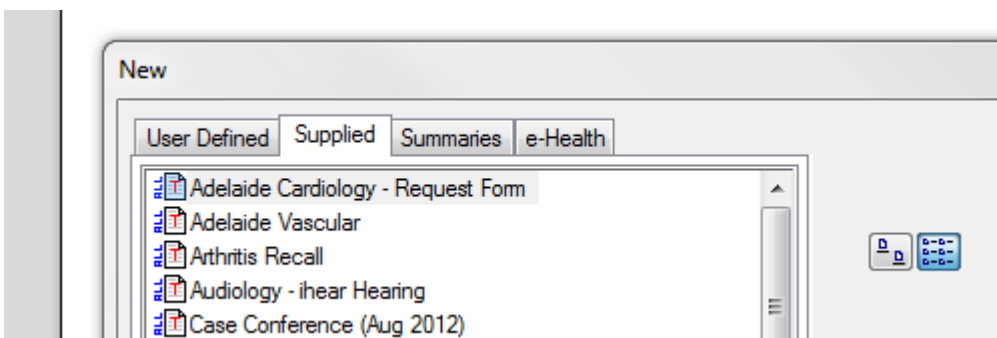 New
User Defined Supplied Summaries e-Health
Adelaide Cardiology - Request Form
Adelaide Vascular
Arthritis Recall
Audiology - ihear Hearing
Case Conference (Aug 2012)